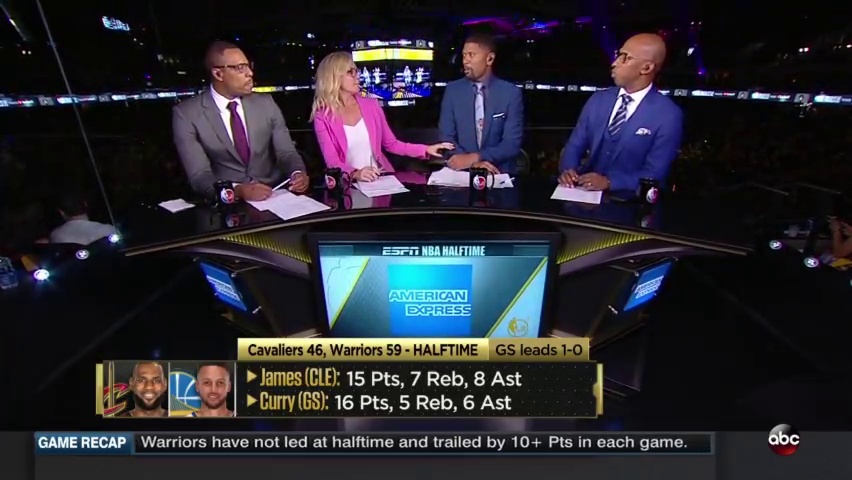 ESPN NBA HALFTIME
AMERICAN
EXPRESS
Cavaliers 46, Warriors 59 - HALFTIME GS leads 1-0
James (CLE): 15 Pts, 7 Reb, 8 Ast
Curry (GS): 16 Pts, 5 Reb, 6 Ast
GAME RECAP Warriors have not led at halftime and trailed by 10+ Pts in each game.
abc